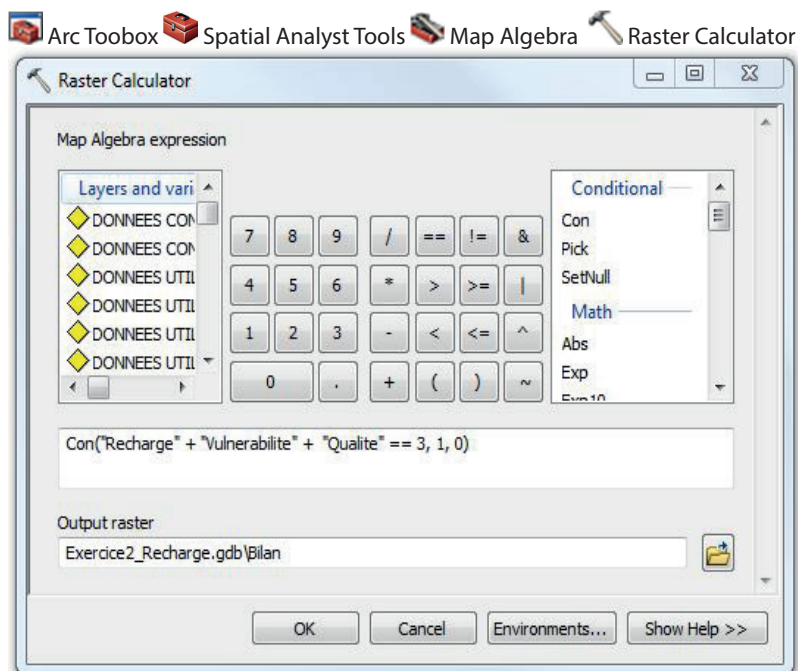 Arc Toobox Spatial Analyst Tools Map Algebra Raster Calculator
Raster Calculator
Map Algebra expression
Layers and vari
DONNEES CON
DONNEES CON
DONNEES UTIL
DONNEES UTIL
DONNEES UTIL
DONNEES UTIL
7 8 9 / == != &
4 5 6 * > >= |
1 2 3 - < <= ^
0 . + ( ) ~
Conditional
Con
Pick
SetNull
Math
Abs
Exp
Exp10
Con("Recharge" + "Vulnerabilite" + "Qualite" == 3, 1, 0)
Output raster
Exercice2_Recharge.gdb\Bilan
OK Cancel Environments... Show Help >>